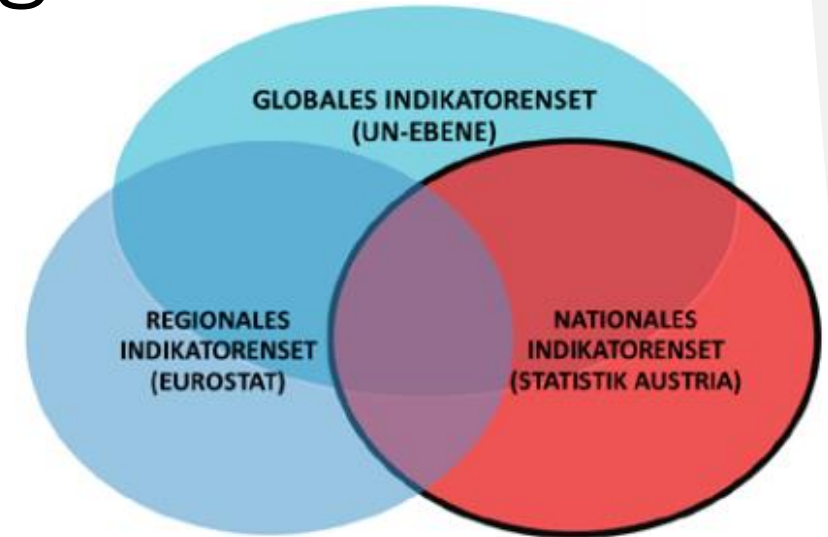 GLOBALES INDIKATORENSET
(UN-EBENE)
REGIONALES
INDIKATORENSET
(EUROSTAT)
NATIONALES
INDIKATORENSET
(STATISTIK AUSTRIA)